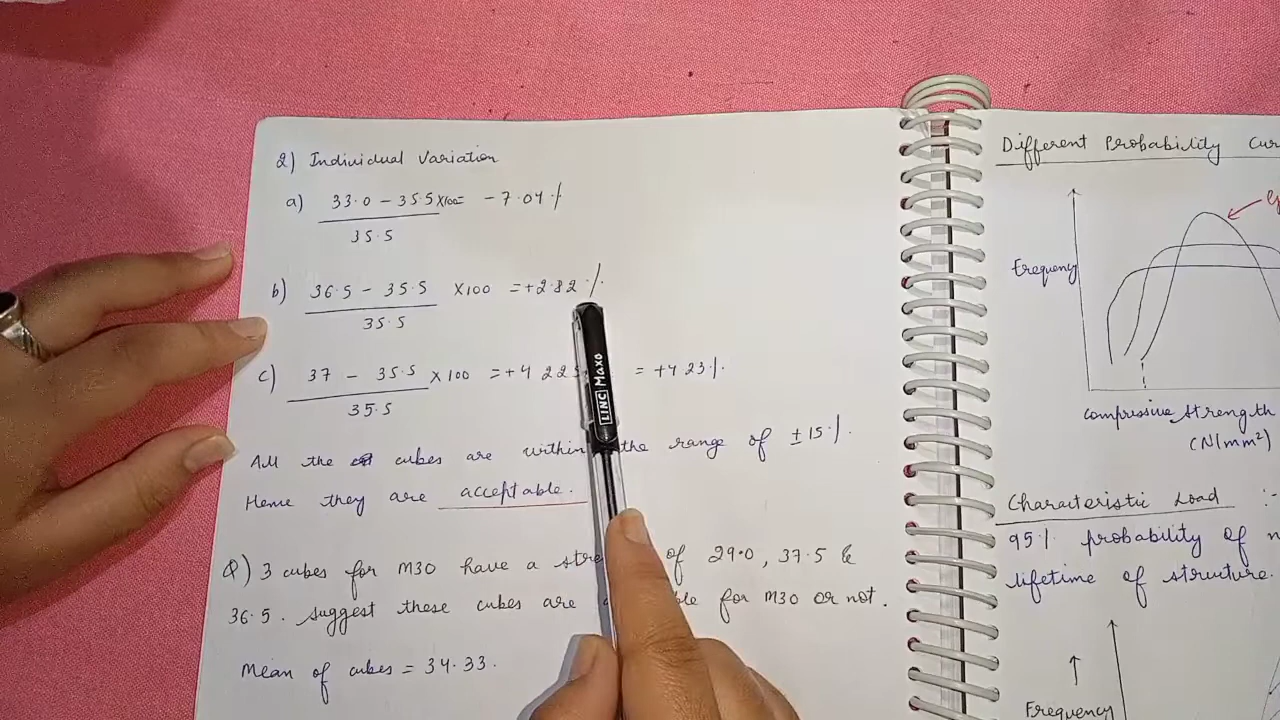 2) Individual Variation
a) 33.0 - 35.5 x100 = - 7.04 %
35.5
b) 36.5 - 35.5 x100 = +2.82 %
35.5
c) 37 - 35.5 x100 = +4 225 = +4 23%.
35.5
All the cubes are within the range of ±15%.
Hence they are acceptable.
Q) 3 cubes for M30 have a stre of 29.0, 37.5 &
36.5. suggest these cubes are for M30 or not.
Mean of cubes = 34.33.
LINC Maxo
Different Probability Cur
Frequency
compressive strength
(N/mm²)
Characteristic Load :-
95% probability of
lifetime of structure.
Frequency